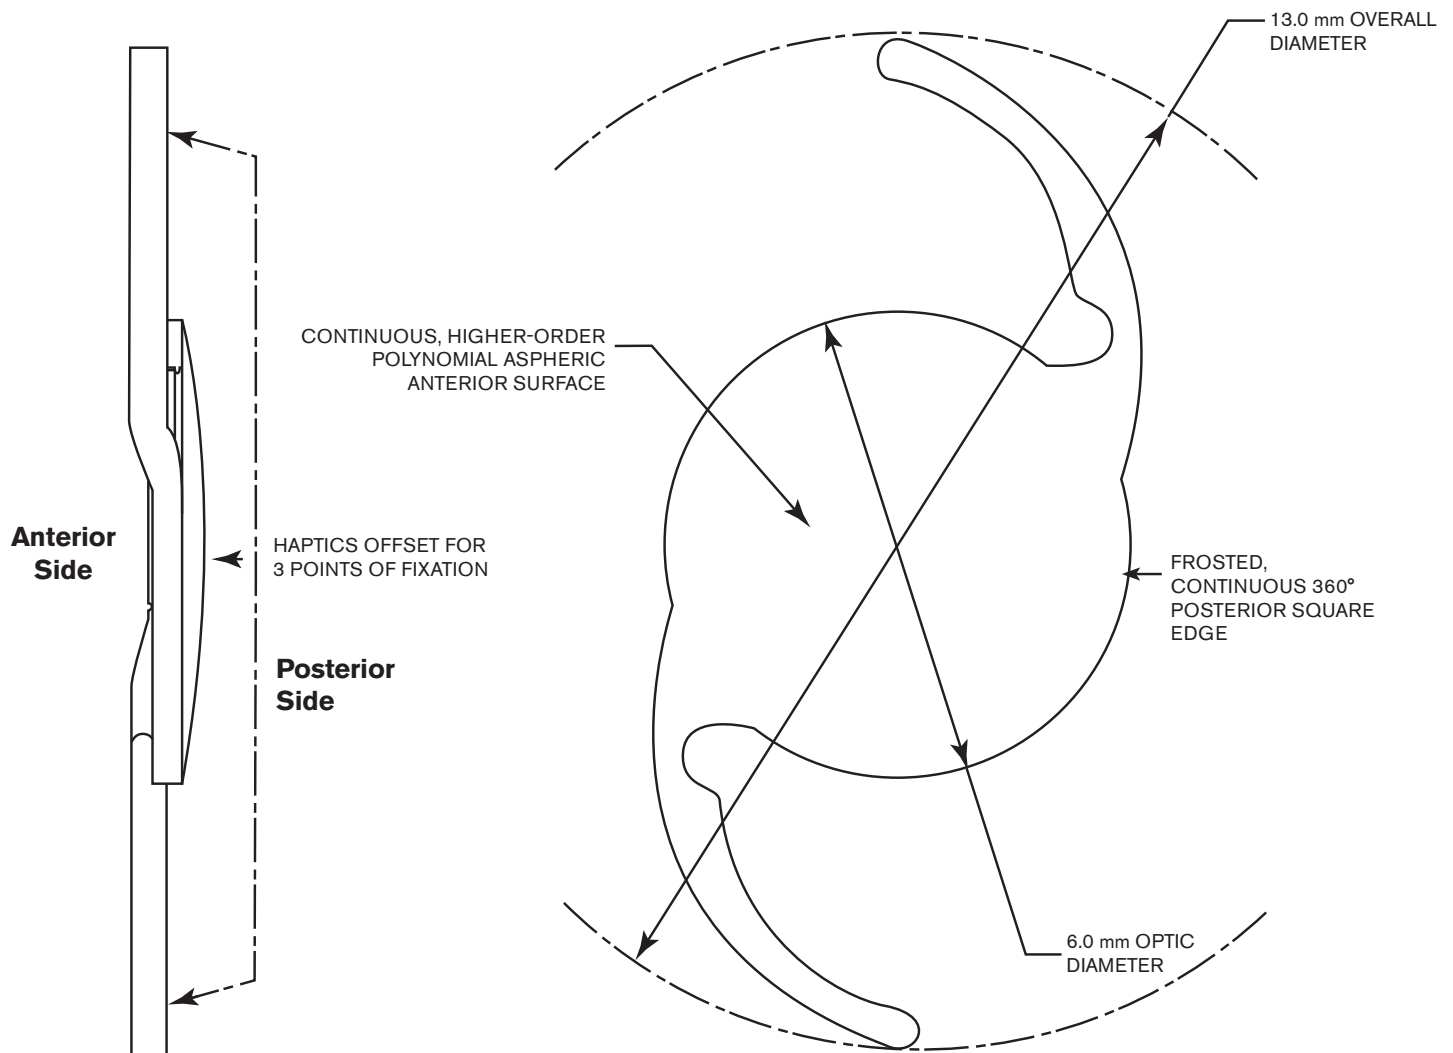 13.0 mm OVERALL
DIAMETER
CONTINUOUS, HIGHER-ORDER
POLYNOMIAL ASPHERIC
ANTERIOR SURFACE
Anterior
Side
HAPTICS OFFSET FOR
3 POINTS OF FIXATION
FROSTED,
CONTINUOUS 360°
POSTERIOR SQUARE
EDGE
Posterior
Side
6.0 mm OPTIC
DIAMETER